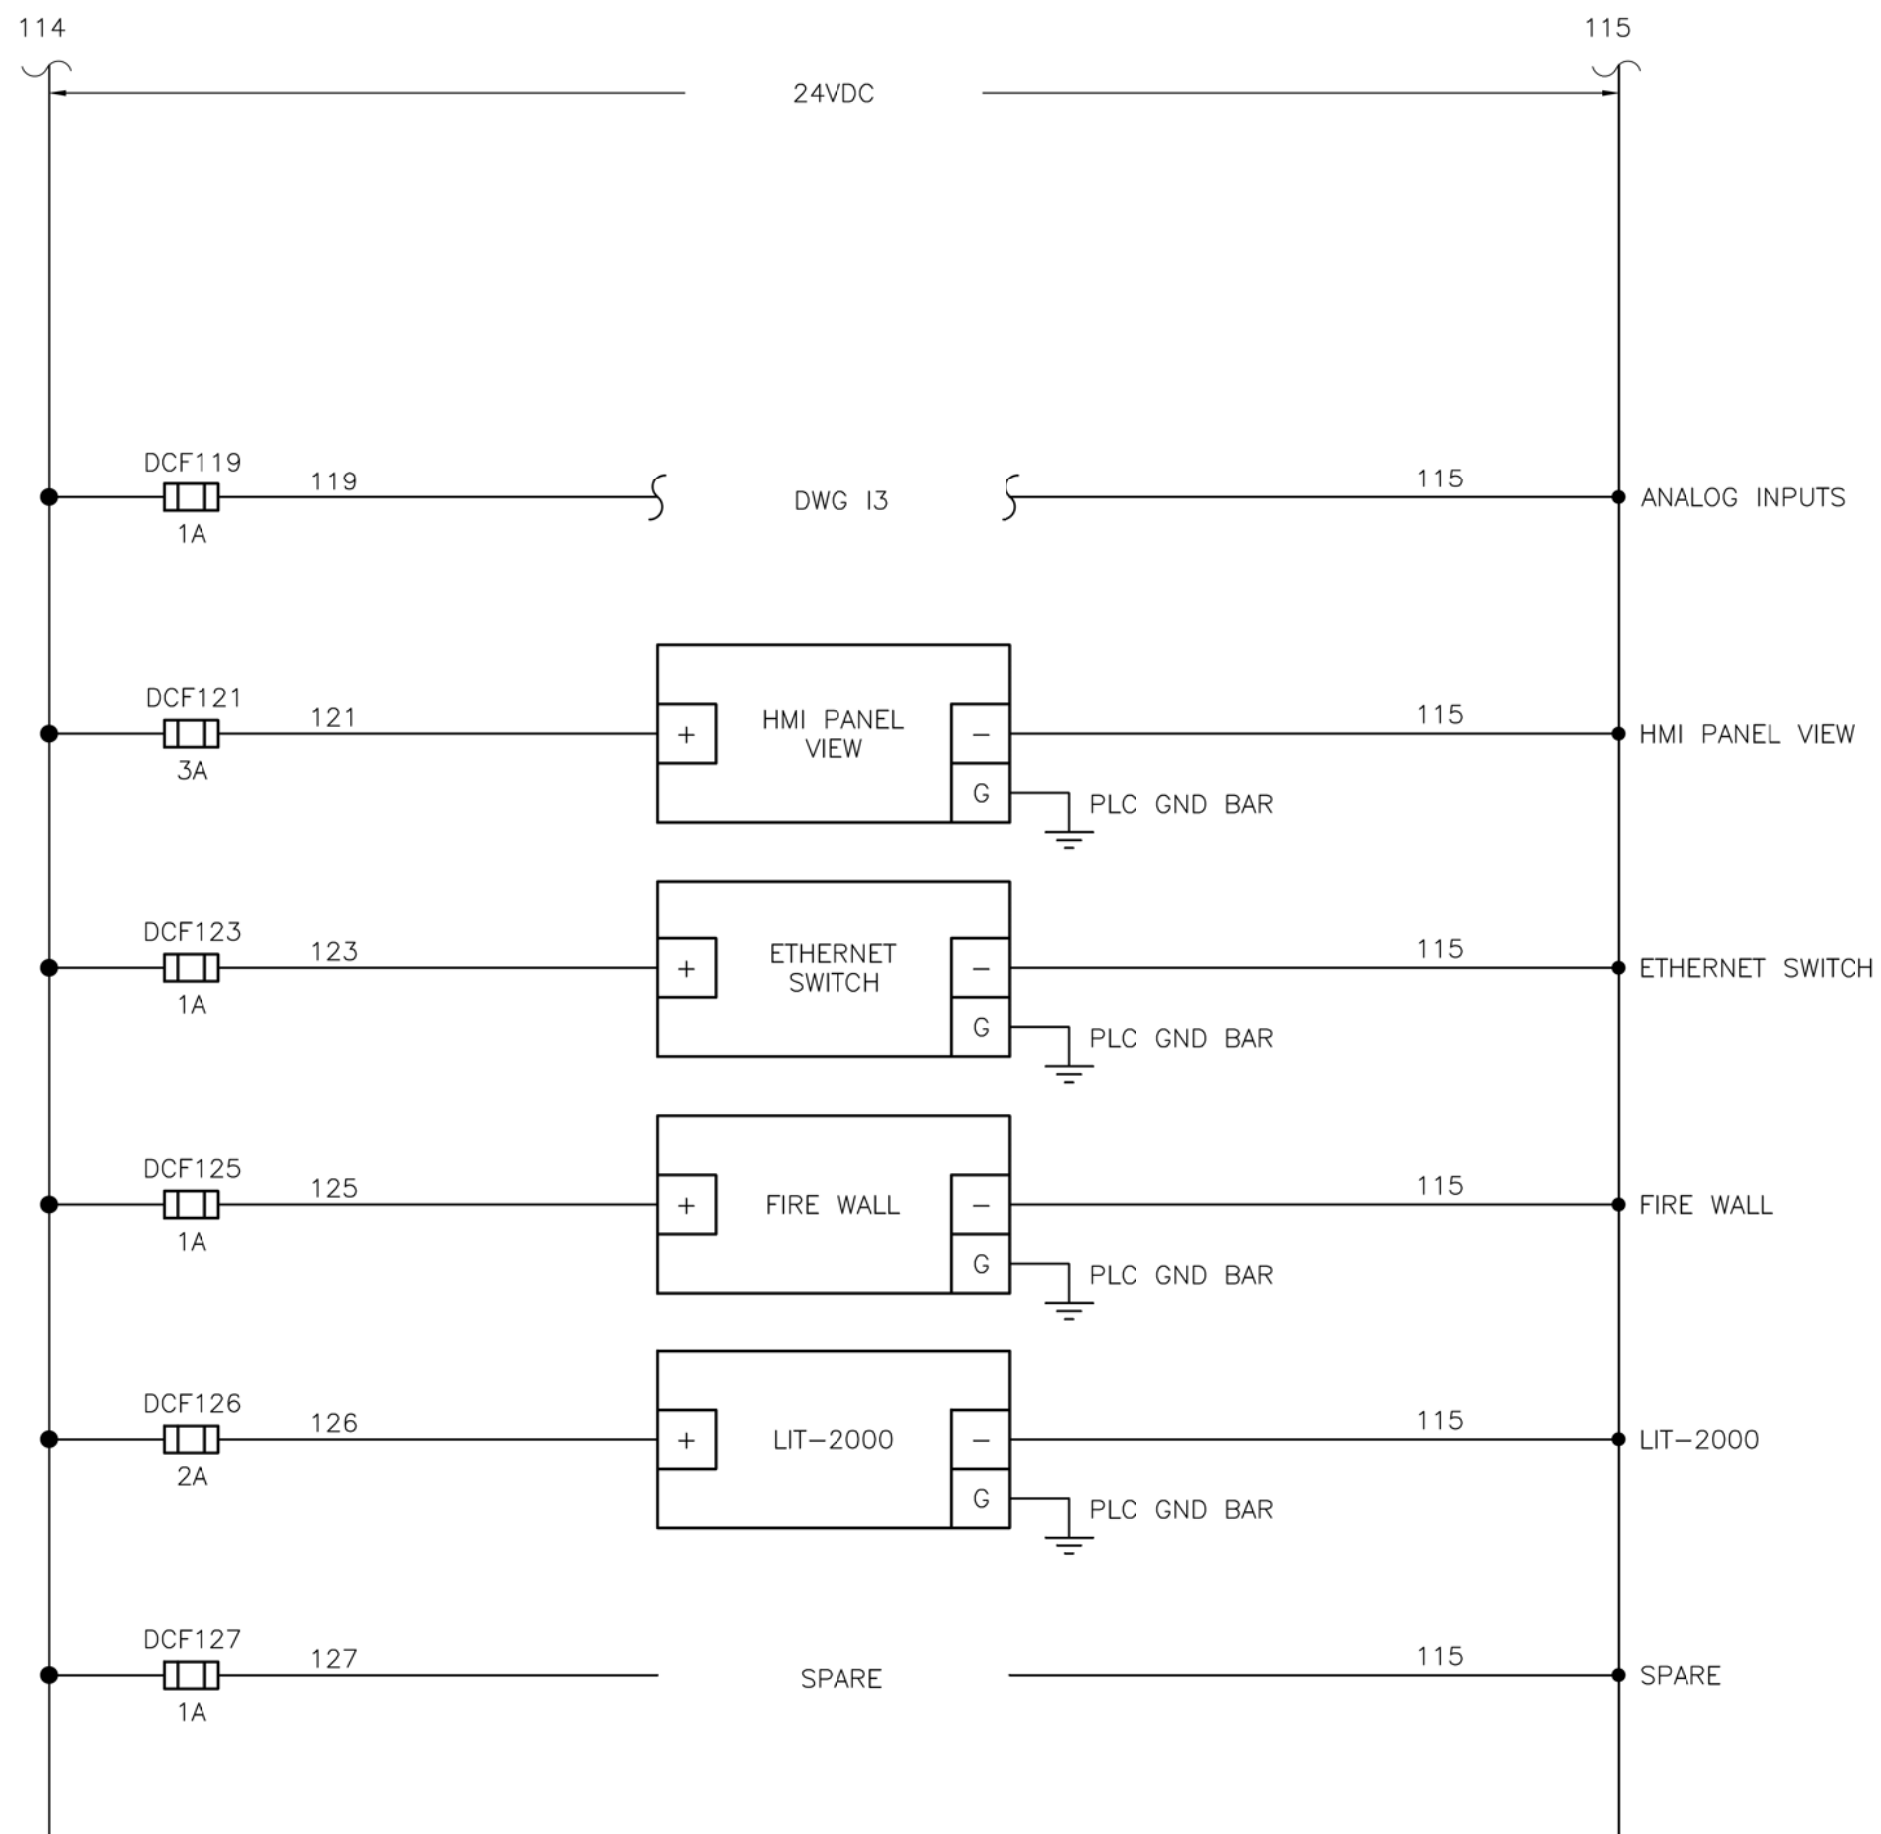 114
115
24VDC
DCF119
119
1A
DWG I3
115
ANALOG INPUTS
DCF121
121
3A
+
HMI PANEL
VIEW
–
G
115
HMI PANEL VIEW
PLC GND BAR
DCF123
123
1A
+
ETHERNET
SWITCH
–
G
115
ETHERNET SWITCH
PLC GND BAR
DCF125
125
1A
+
FIRE WALL
–
G
115
FIRE WALL
PLC GND BAR
DCF126
126
2A
+
LIT–2000
–
G
115
LIT–2000
PLC GND BAR
DCF127
127
1A
SPARE
115
SPARE